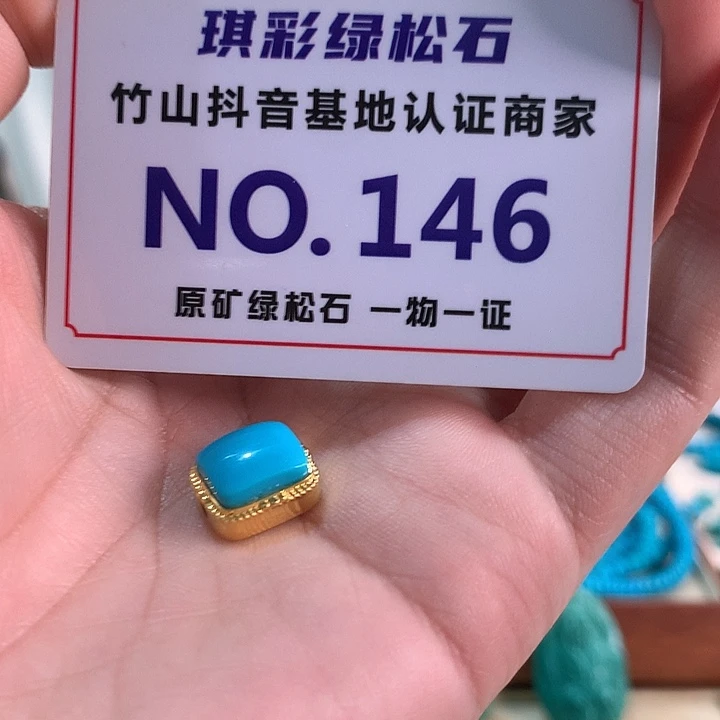 琪彩绿松石
竹山抖音基地认证商家
NO.146
原矿绿松石 一物一证